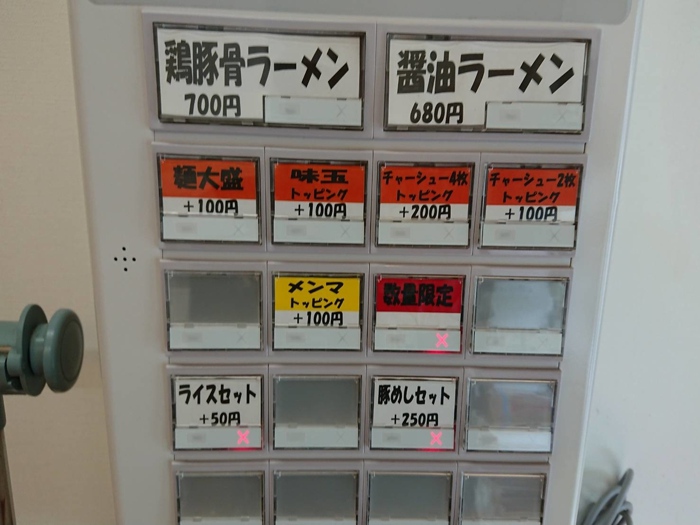 鶏豚骨ラーメン
700円
醤油ラーメン
680円
麺大盛
+100円
味玉
トッピング
+100円
チャーシュー4枚
トッピング
+200円
チャーシュー2枚
トッピング
+100円
メンマ
トッピング
+100円
数量限定
ライスセット
+50円
豚めしセット
+250円